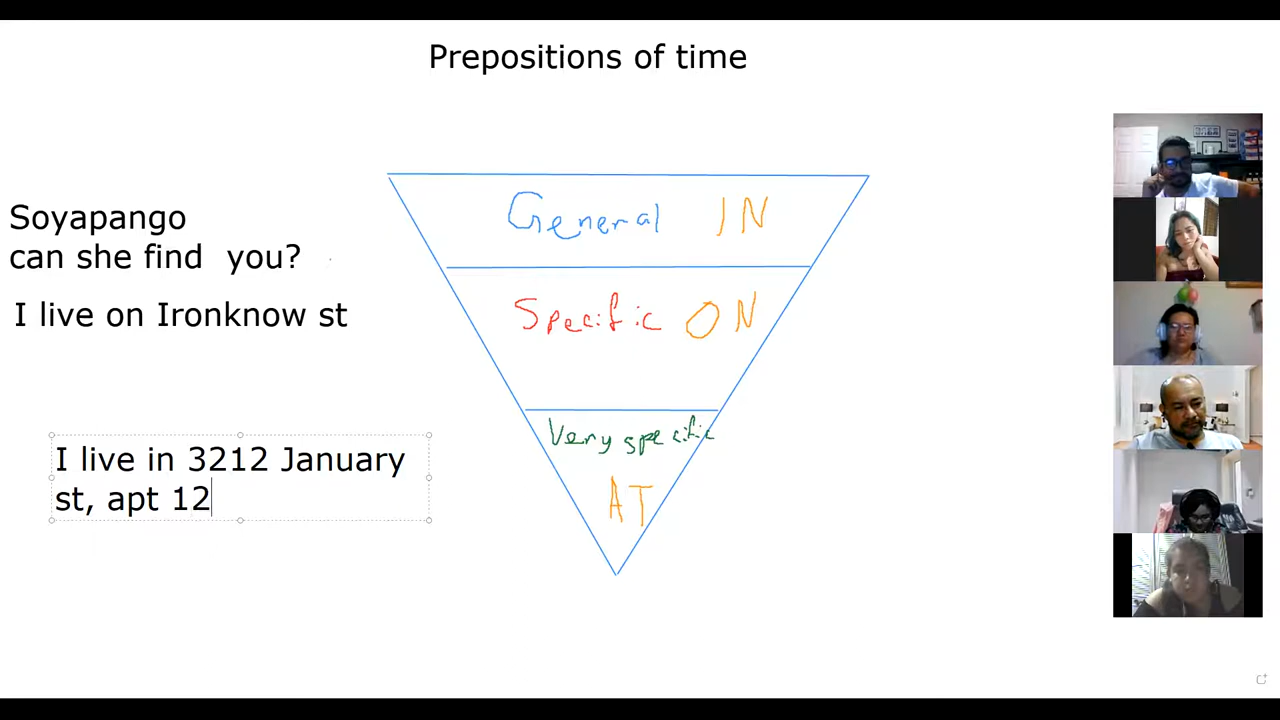 Prepositions of time
General IN
Soyapango
can she find  you?
I live on Ironknow st
Specific ON
Very specific
I live in 3212 January
st, apt 12
AT